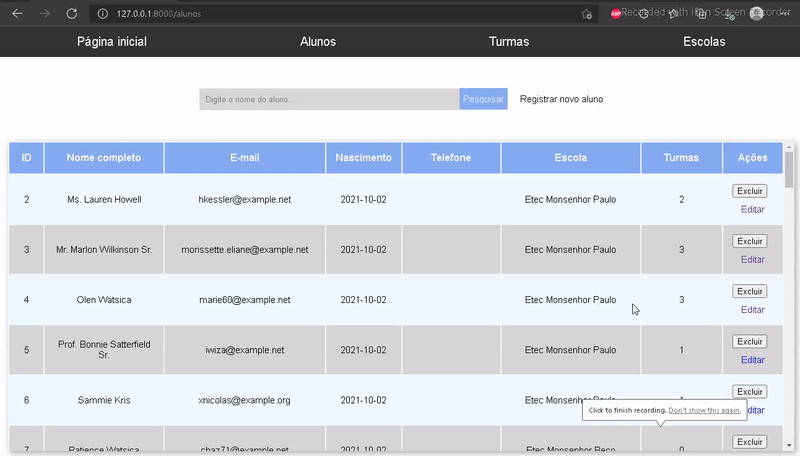 127.0.0.1:8000/alunos
Recorded with iFun Screen Recorder
ABP
Página inicial Alunos Turmas Escolas
Digite o nome do aluno... Pesquisar Registrar novo aluno
ID Nome completo E-mail Nascimento Telefone Escola Turmas Ações
2 Ms. Lauren Howell hkessler@example.net 2021-10-02 Etec Monsenhor Paulo 2 Excluir
Editar
3 Mr. Marlon Wilkinson Sr. morissette.eliane@example.net 2021-10-02 Etec Monsenhor Paulo 3 Excluir
Editar
4 Olen Watsica marie60@example.net 2021-10-02 Etec Monsenhor Paulo 3 Excluir
Editar
5 Prof. Bonnie Satterfield Sr. iwiza@example.net 2021-10-02 Etec Monsenhor Paulo 1 Excluir
Editar
6 Sammie Kris xnicolas@example.org 2021-10-02 Etec Monsenhor Paulo Excluir
Click to finish recording. Don't show this again.
7 Patience Watsica chaz71@example.net 2021-10-02 Etec Monsenhor Beco 0 Excluir